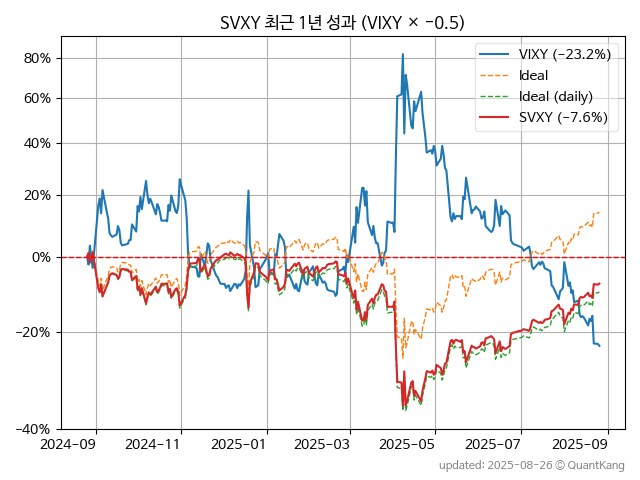 SVXY 최근 1년 성과 (VIXY × −0.5)
VIXY (−23.2%)
Ideal
Ideal (daily)
SVXY (−7.6%)
80%
60%
40%
20%
0%
−20%
−40%
2024-09
2024-11
2025-01
2025-03
2025-05
2025-07
2025-09
updated: 2025-08-26 © QuantKang